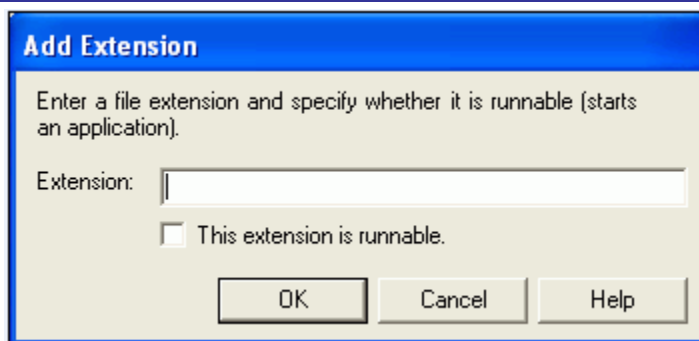 Add Extension
Enter a file extension and specify whether it is runnable (starts
an application).
Extension:
This extension is runnable.
OK Cancel Help